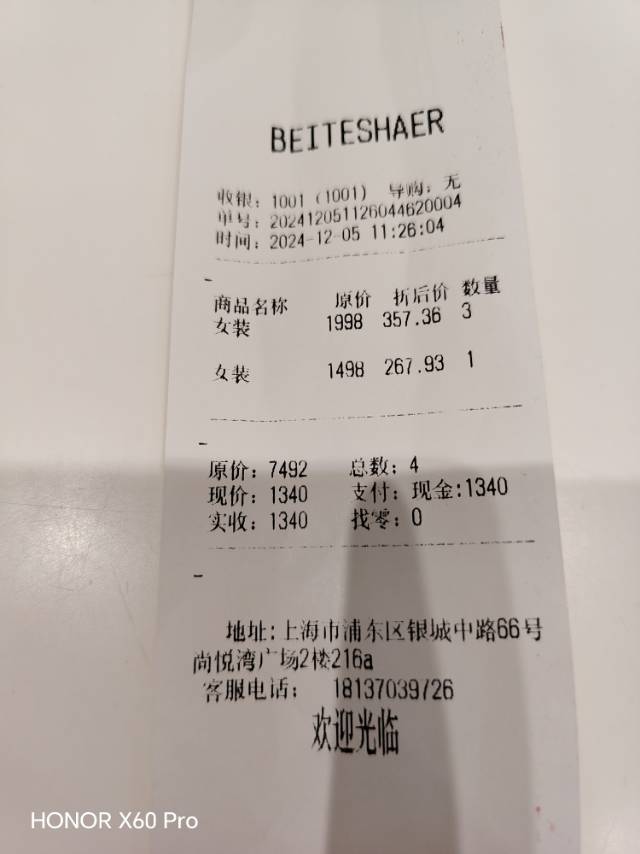 BEITESHAER
收银: 1001 (1001) 导购: 无
单号: 202412051126044620004
时间: 2024-12-05 11:26:04
商品名称 原价 折后价 数量
女装 1998 357.36 3
女装 1498 267.93 1
原价: 7492 总数: 4
现价: 1340 支付: 现金:1340
实收: 1340 找零: 0
地址:上海市浦东区银城中路66号
尚悦湾广场2楼216a
客服电话: 18137039726
欢迎光临
HONOR X60 Pro